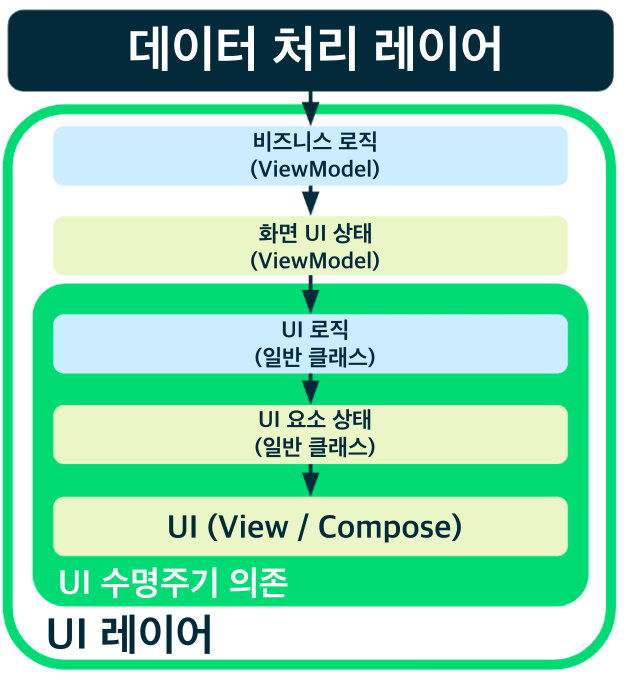 데이터 처리 레이어
비즈니스 로직
(ViewModel)
화면 UI 상태
(ViewModel)
UI 로직
(일반 클래스)
UI 요소 상태
(일반 클래스)
UI (View / Compose)
UI 수명주기 의존
UI 레이어